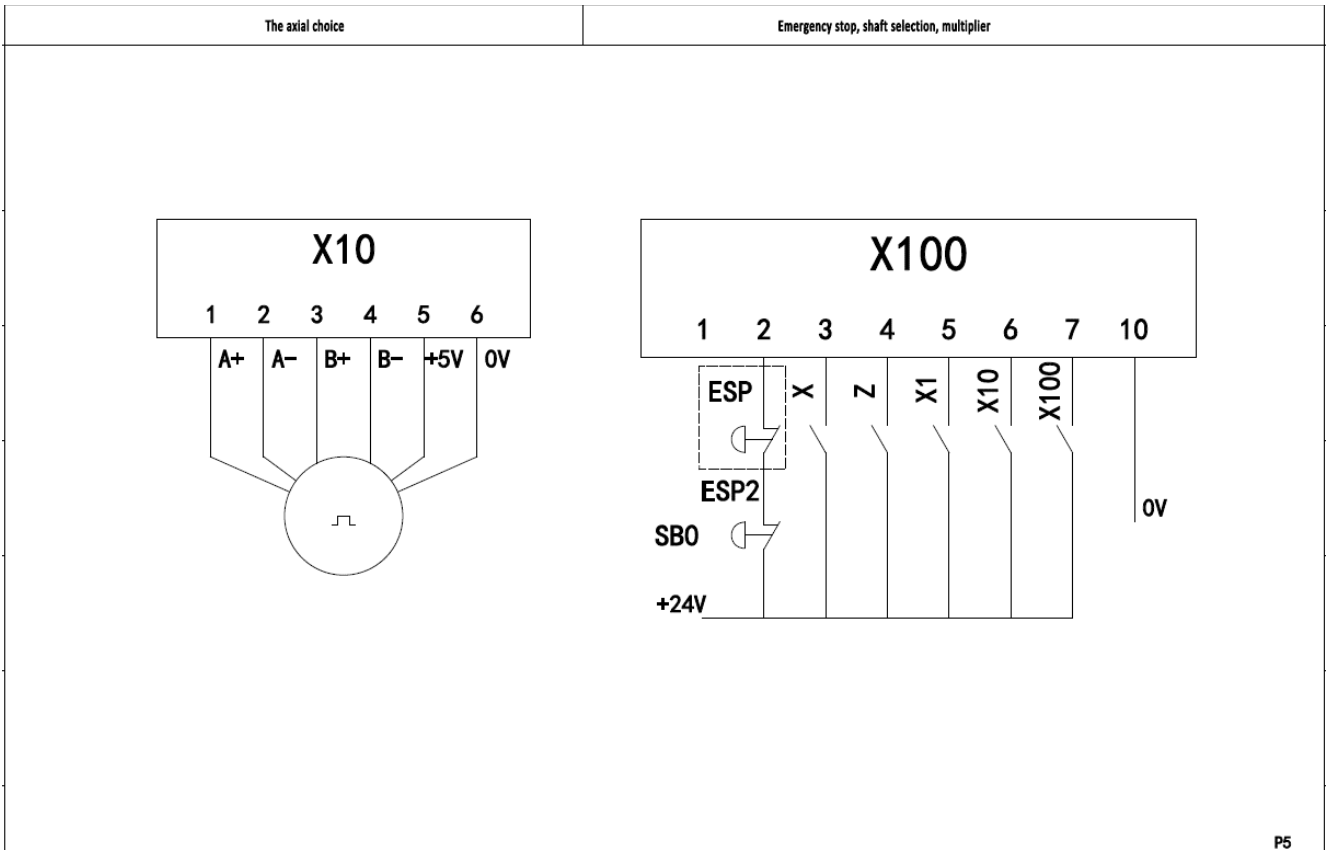 The axial choice
Emergency stop, shaft selection, multiplier
X10
1 2 3 4 5 6
A+ A- B+ B- +5V 0V
X100
1 2 3 4 5 6 7 10
ESP X Z X1 X10 X100
ESP2
SB0
0V
+24V
P5